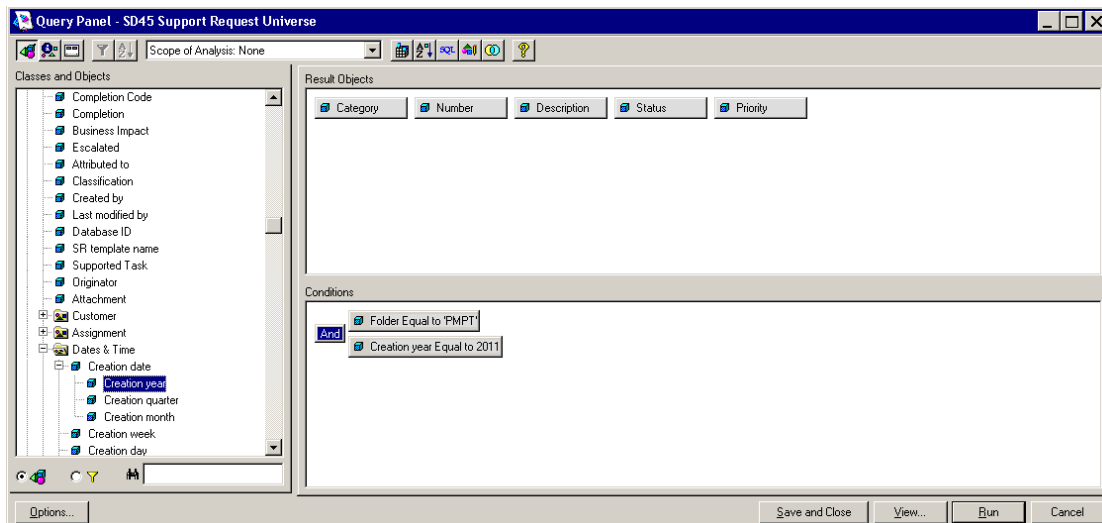 Query Panel - SD45 Support Request Universe
Scope of Analysis: None
SQL
Classes and Objects
Completion Code
Completion
Business Impact
Escalated
Attributed to
Classification
Created by
Last modified by
Database ID
SR template name
Supported Task
Originator
Attachment
Customer
Assignment
Dates & Time
Creation date
Creation year
Creation quarter
Creation month
Creation week
Creation day
Result Objects
Category Number Description Status Priority
Conditions
And
Folder Equal to 'PMPT'
Creation year Equal to 2011
Options... Save and Close View... Run Cancel